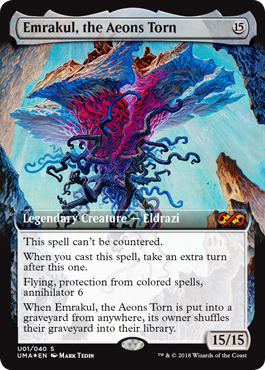 Emrakul, the Aeons Torn 15
Legendary Creature — Eldrazi
This spell can't be countered.
When you cast this spell, take an extra turn
after this one.
Flying, protection from colored spells,
annihilator 6
When Emrakul, the Aeons Torn is put into a
graveyard from anywhere, its owner shuffles
their graveyard into their library.
15/15
U01/040 S
UMA★EN Mark Tedin
™ & © 2018 Wizards of the Coast